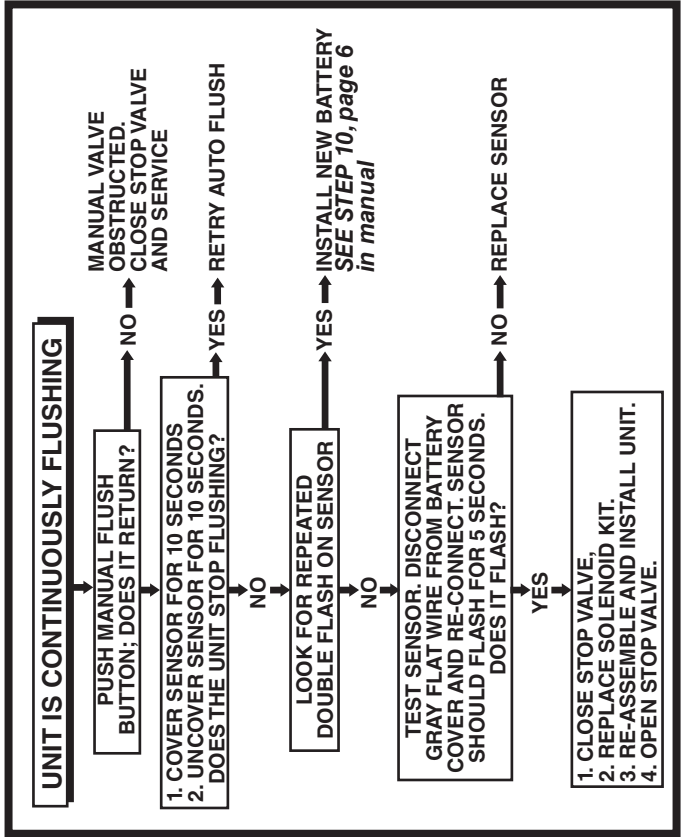 UNIT IS CONTINUOUSLY FLUSHING
PUSH MANUAL FLUSH
BUTTON; DOES IT RETURN?
NO
MANUAL VALVE
OBSTRUCTED.
CLOSE STOP VALVE
AND SERVICE
1. COVER SENSOR FOR 10 SECONDS
2. UNCOVER SENSOR FOR 10 SECONDS.
DOES THE UNIT STOP FLUSHING?
YES
RETRY AUTO FLUSH
NO
LOOK FOR REPEATED
DOUBLE FLASH ON SENSOR
YES
INSTALL NEW BATTERY
SEE STEP 10, page 6
in manual
NO
TEST SENSOR. DISCONNECT
GRAY FLAT WIRE FROM BATTERY
COVER AND RE-CONNECT. SENSOR
SHOULD FLASH FOR 5 SECONDS.
DOES IT FLASH?
NO
REPLACE SENSOR
YES
1. CLOSE STOP VALVE,
2. REPLACE SOLENOID KIT.
3. RE-ASSEMBLE AND INSTALL UNIT.
4. OPEN STOP VALVE.